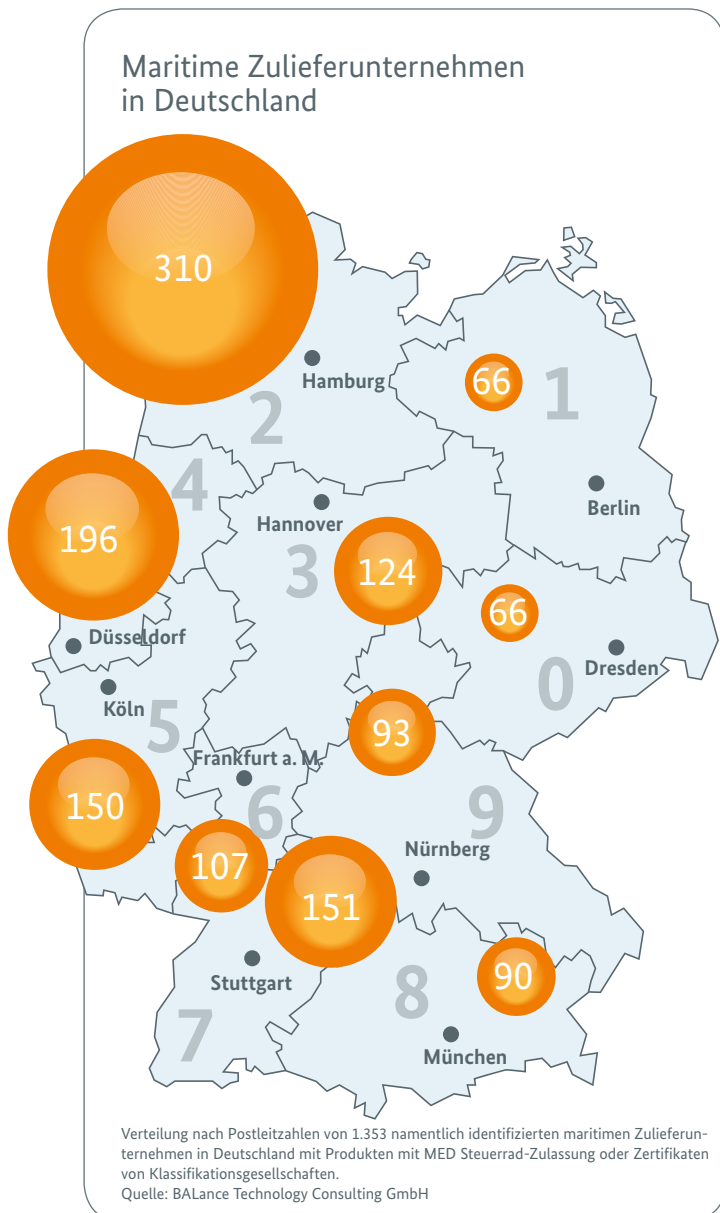 Maritime Zulieferunternehmen
in Deutschland
310
Hamburg
66
1
2
4
Berlin
Hannover
196
3
124
66
Düsseldorf
Dresden
0
Köln
5
93
Frankfurt a. M.
150
6
9
107
Nürnberg
151
90
Stuttgart
8
7
München
Verteilung nach Postleitzahlen von 1.353 namentlich identifizierten maritimen Zulieferun-
ternehmen in Deutschland mit Produkten mit MED Steuerrad-Zulassung oder Zertifikaten
von Klassifikationsgesellschaften.
Quelle: BALance Technology Consulting GmbH